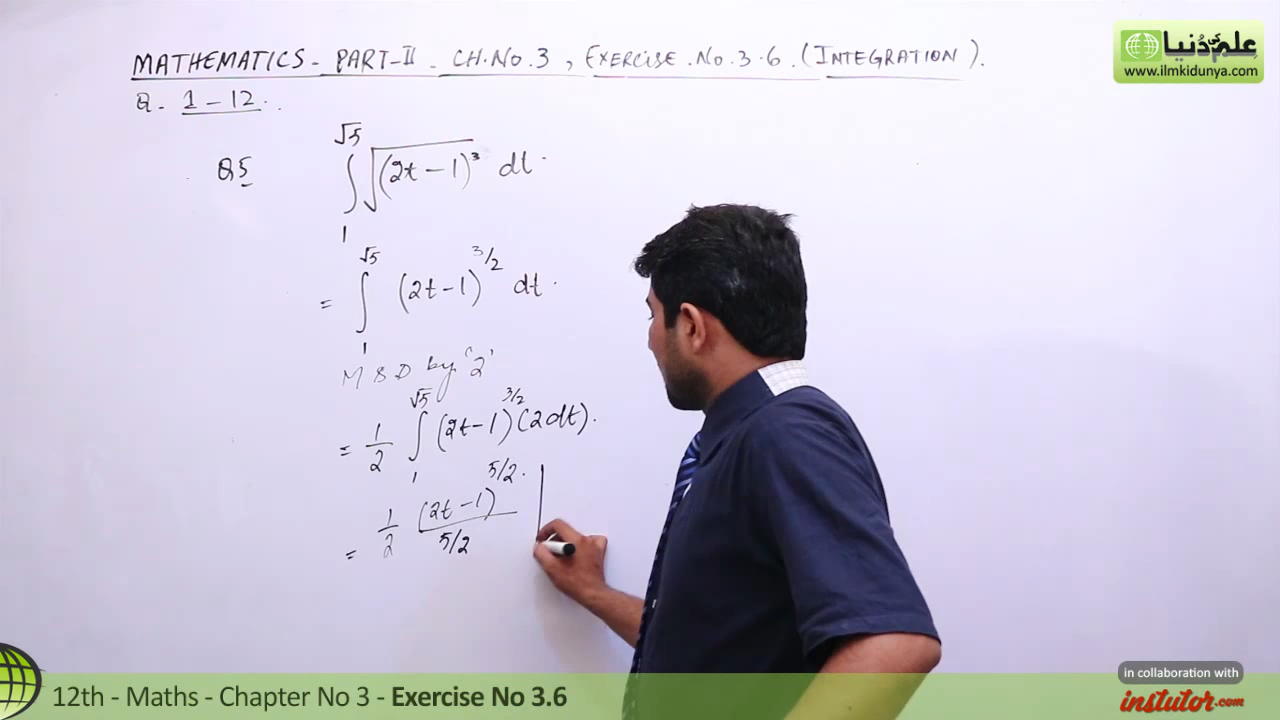 MATHEMATICS - PART-II - CH.NO.3, EXERCISE.NO.3.6.(INTEGRATION).
Q. 1-12.
علم کی دُنیا
www.ilmkidunya.com
Q5 ∫₁^√5 √(2t-1)³ dt.
= ∫₁^√5 (2t-1)^3/2 dt.
M & D by '2'
= 1/2 ∫₁^√5 (2t-1)^3/2 (2dt).
= 1/2 (2t-1)^5/2 / 5/2 |
12th - Maths - Chapter No 3 - Exercise No 3.6
in collaboration with
instutor.com